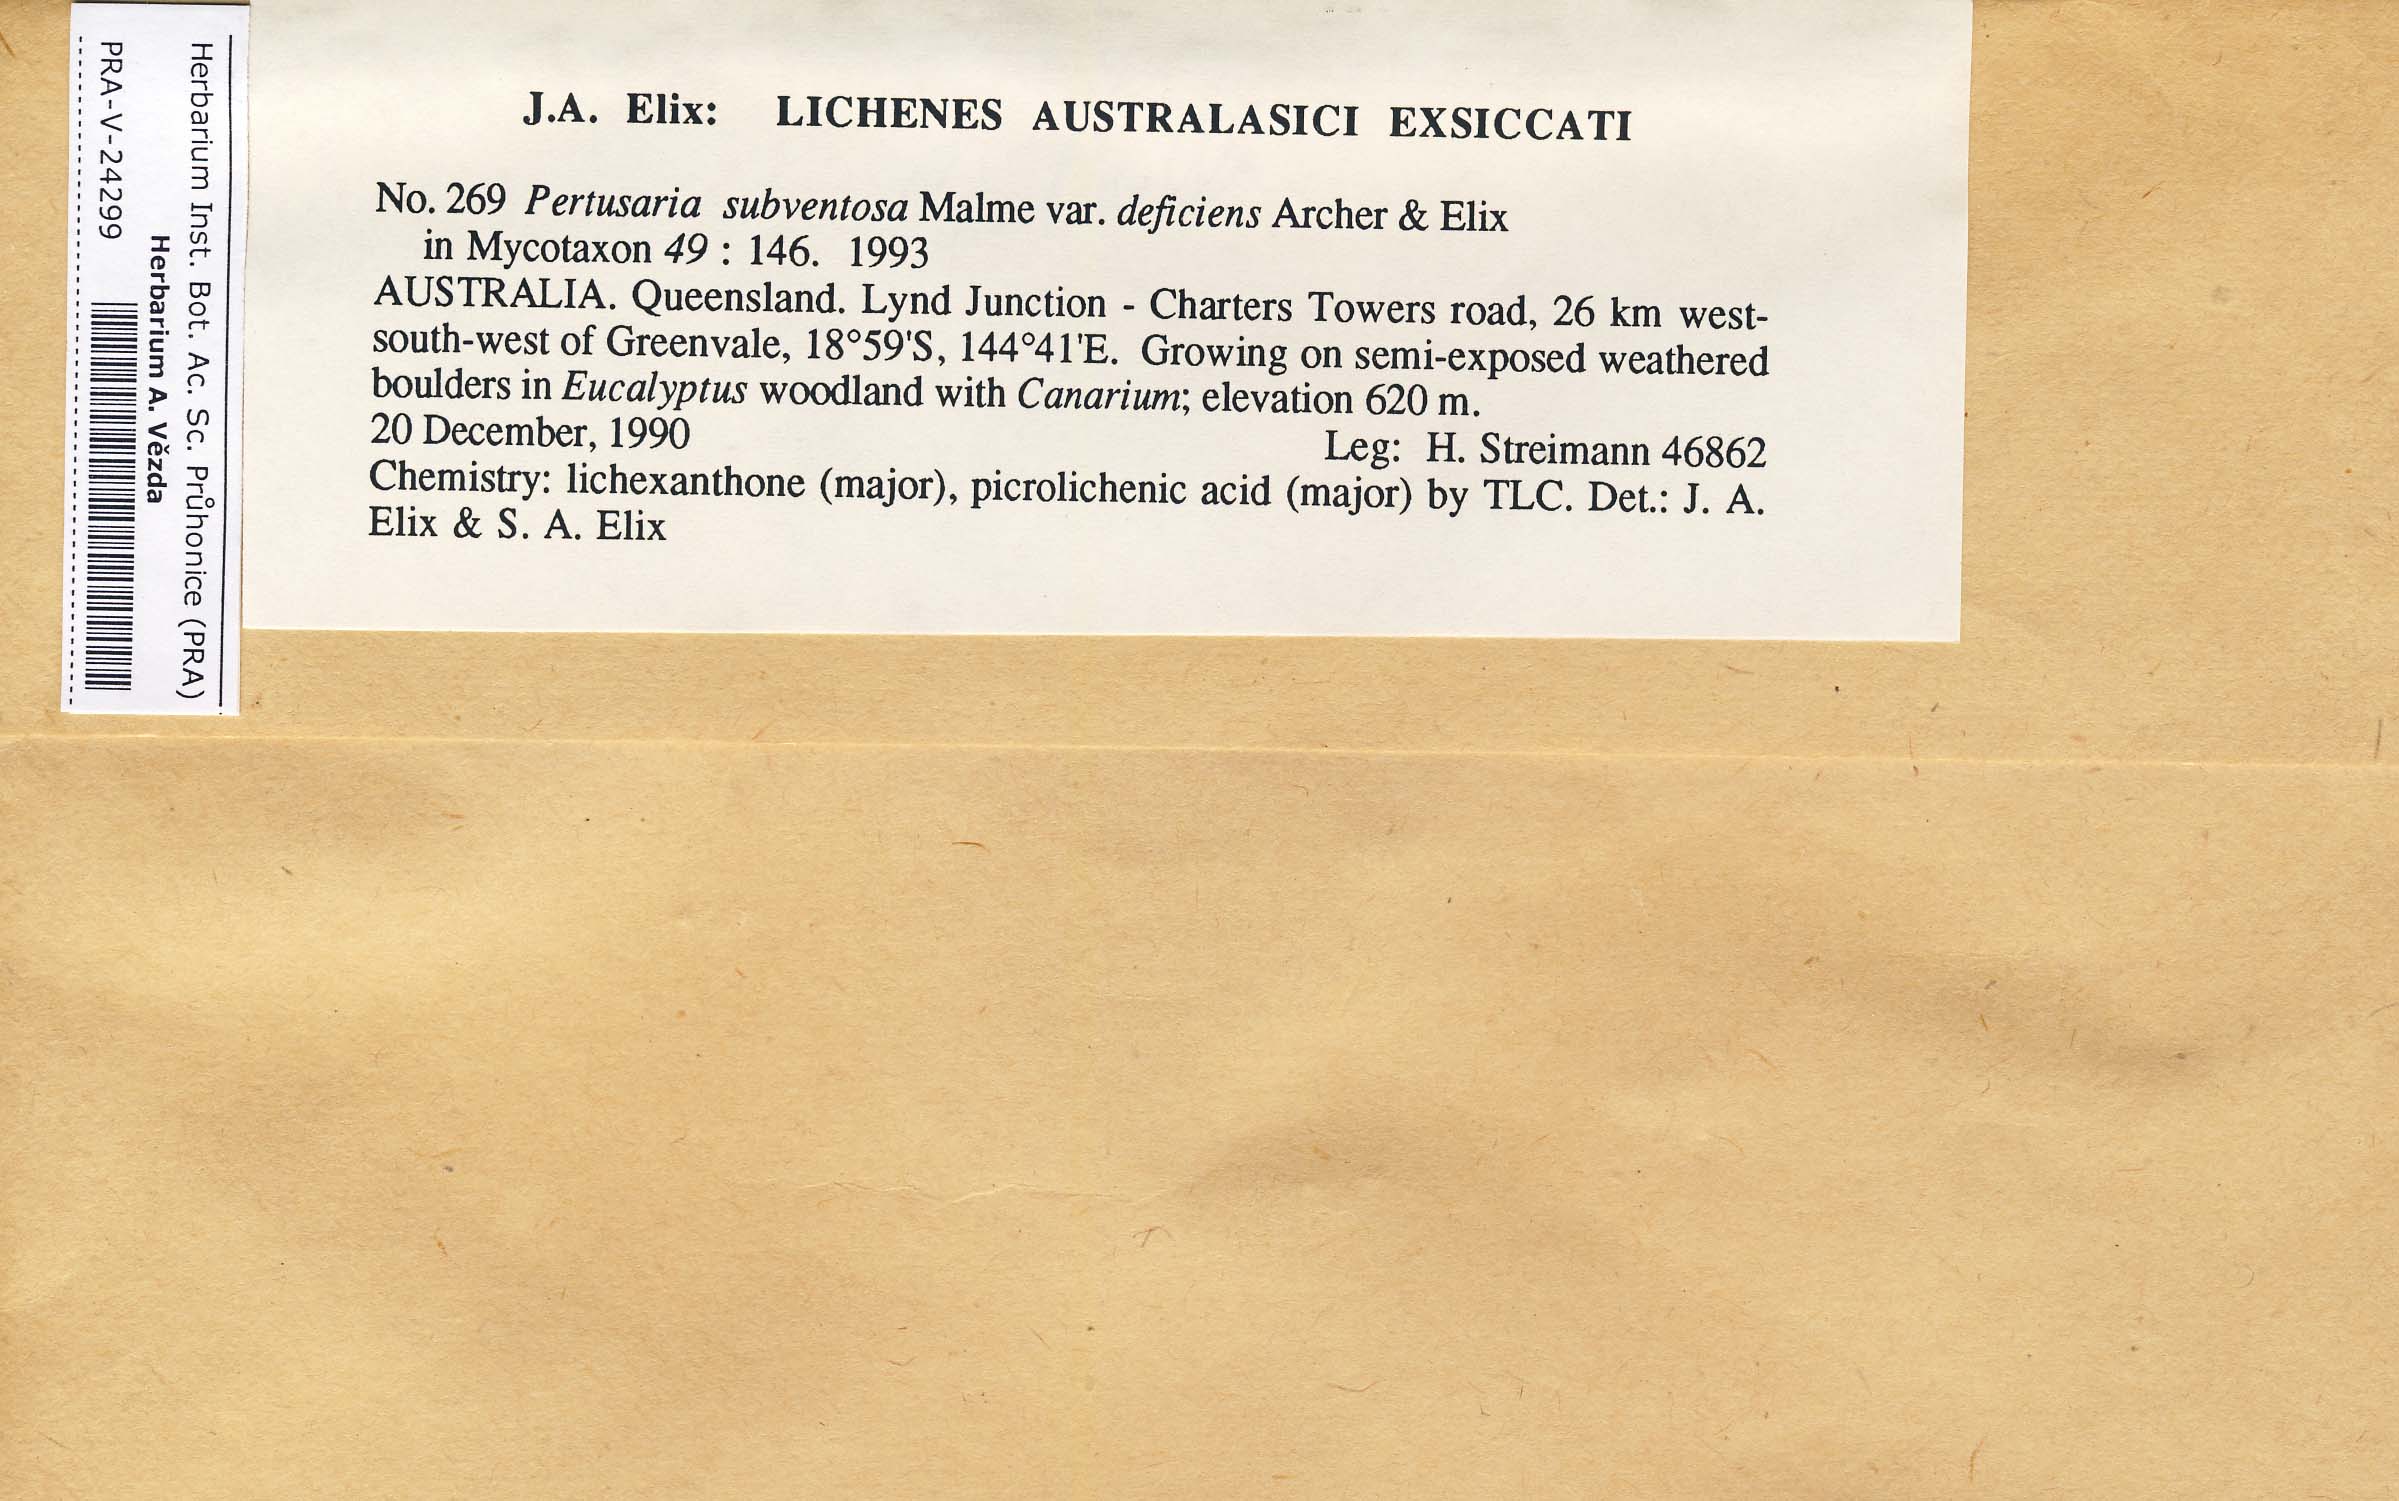 J.A. Elix: LICHENES AUSTRALASICI EXSICCATI
No. 269 Pertusaria subventosa Malme var. deficiens Archer & Elix
in Mycotaxon 49 : 146. 1993
AUSTRALIA. Queensland. Lynd Junction - Charters Towers road, 26 km west-
south-west of Greenvale, 18°59'S, 144°41'E. Growing on semi-exposed weathered
boulders in Eucalyptus woodland with Canarium; elevation 620 m.
20 December, 1990 Leg: H. Streimann 46862
Chemistry: lichexanthone (major), picrolichenic acid (major) by TLC. Det.: J. A.
Elix & S. A. Elix
Herbarium Inst. Bot. Ac. Sc. Průhonice (PRA)
Herbarium A. Vězda
PRA-V-24299